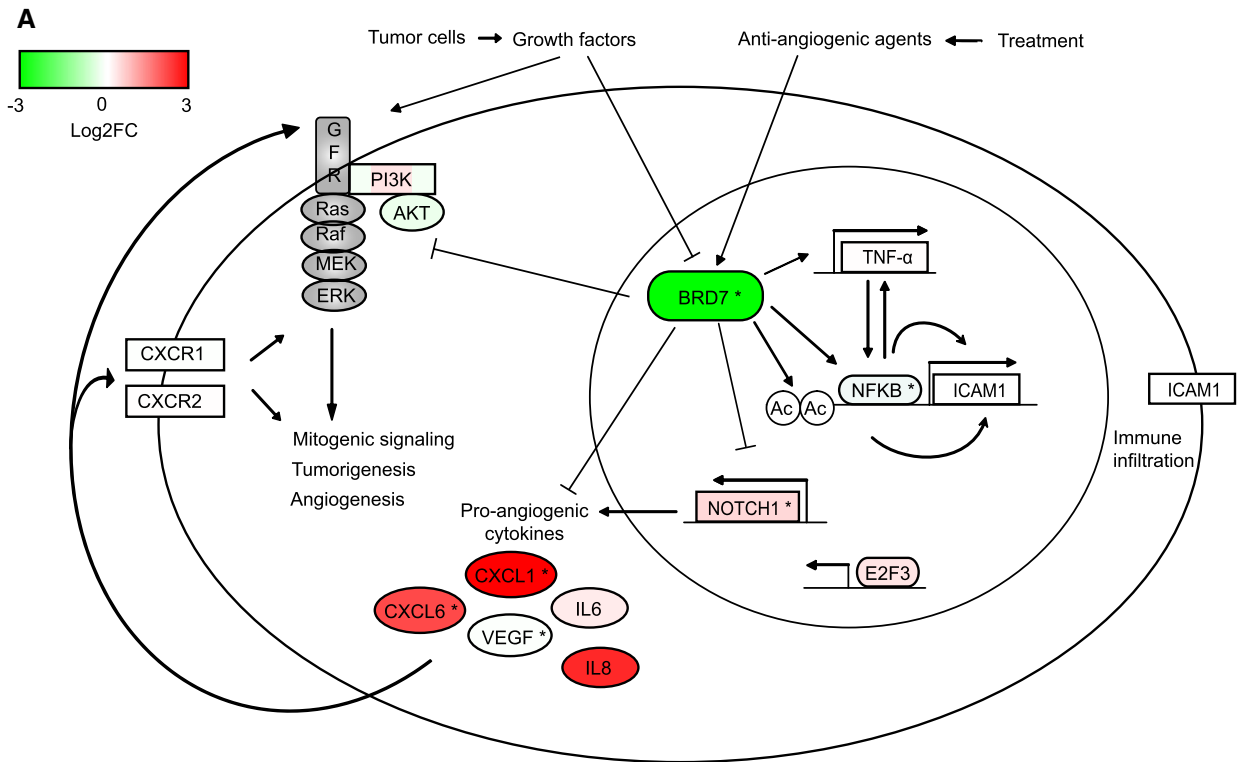 A
Tumor cells
Growth factors
Anti-angiogenic agents
Treatment
-3
0
3
Log2FC
G
F
R
PI3K
Ras
AKT
Raf
MEK
ERK
TNF-α
BRD7 *
CXCR1
CXCR2
Ac
Ac
NFKB *
ICAM1
ICAM1
Immune
infiltration
Mitogenic signaling
Tumorigenesis
Angiogenesis
Pro-angiogenic
cytokines
NOTCH1 *
CXCL1 *
E2F3
CXCL6 *
IL6
VEGF *
IL8